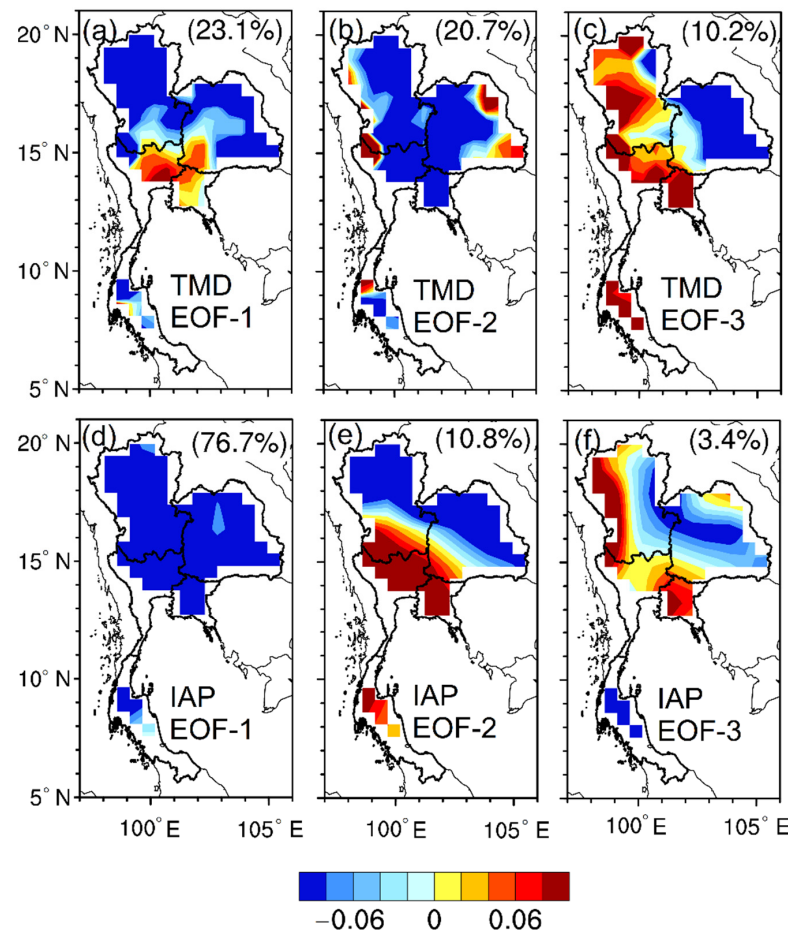 (a) (23.1%) (b) (20.7%) (c) (10.2%)
20° N
15° N
10° N
5° N
TMD TMD TMD
EOF-1 EOF-2 EOF-3
(d) (76.7%) (e) (10.8%) (f) (3.4%)
20° N
15° N
10° N
5° N
IAP IAP IAP
EOF-1 EOF-2 EOF-3
100° E 105° E 100° E 105° E 100° E 105° E
−0.06 0 0.06